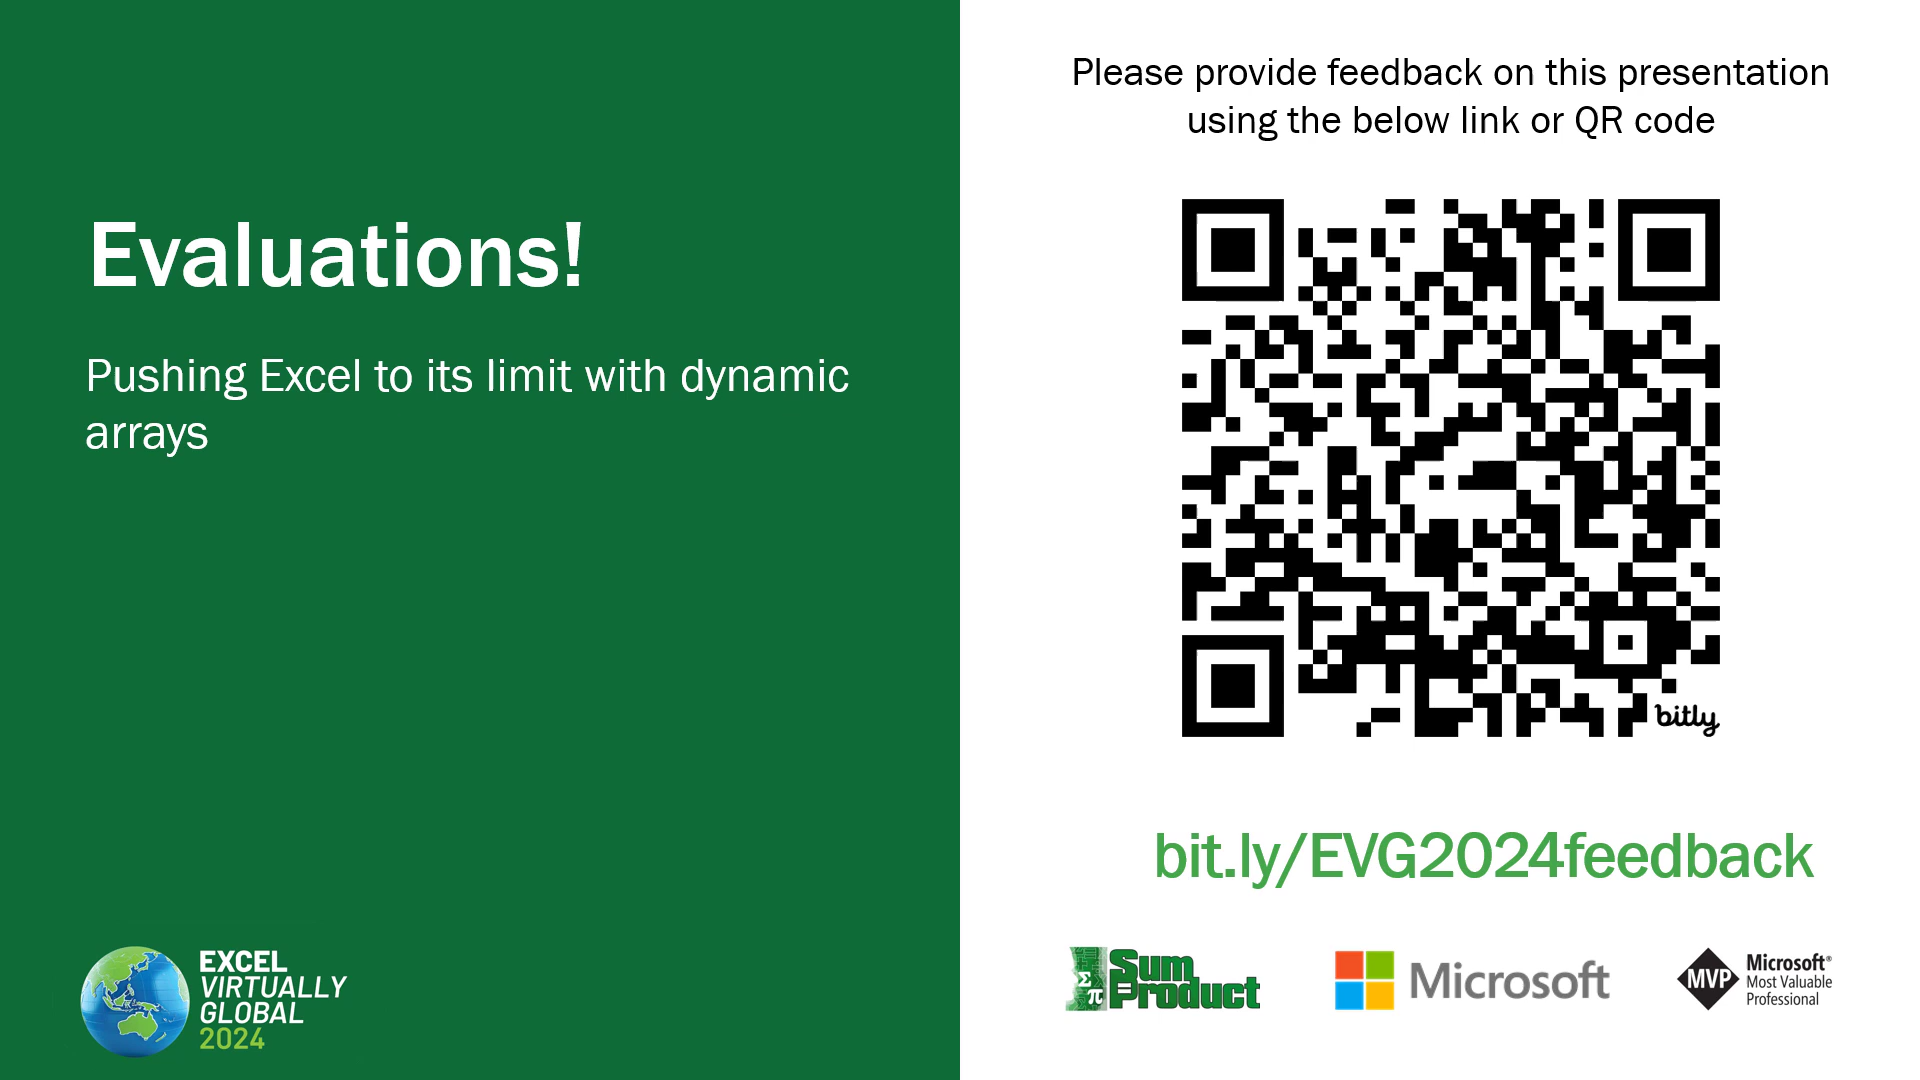 Evaluations!
Pushing Excel to its limit with dynamic
arrays
EXCEL
VIRTUALLY
GLOBAL
2024
Please provide feedback on this presentation
using the below link or QR code
bitly
bit.ly/EVG2024feedback
Σ
π
Sum
=Product
Microsoft
MVP
Microsoft®
Most Valuable
Professional